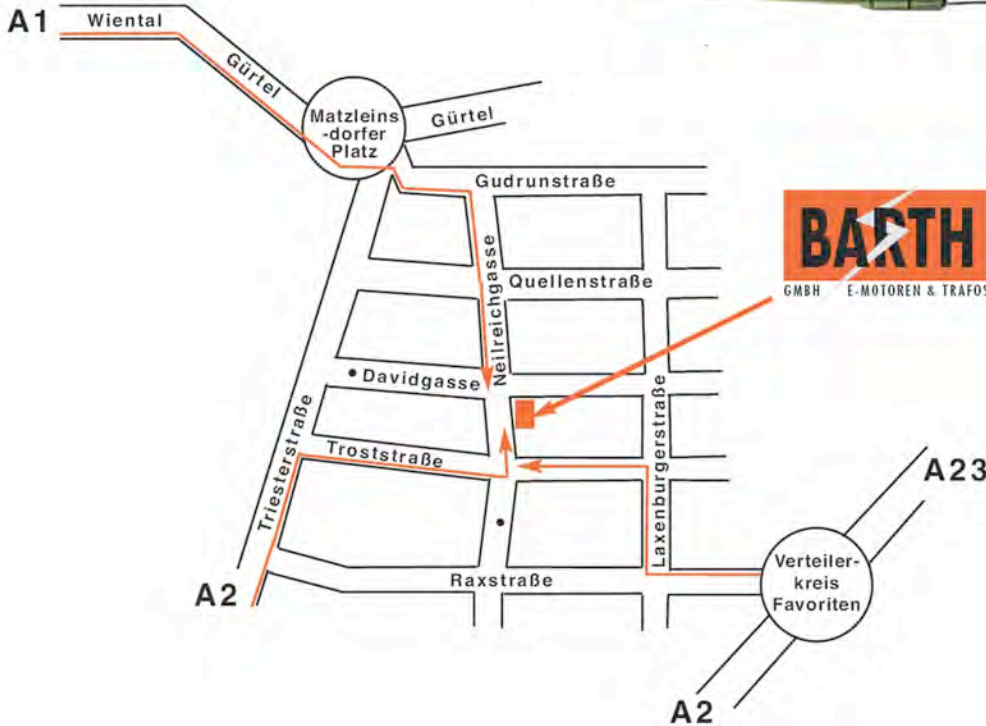 A1
Wiental
Gürtel
Matzleins
-dorfer
Platz
Gürtel
Gudrunstraße
BARTH
GMBH E-MOTOREN & TRAFOS
Neilreichgasse
Quellenstraße
Davidgasse
Triesterstraße
Troststraße
Laxenburgerstraße
A23
Verteiler-
kreis
Favoriten
Raxstraße
A2
A2